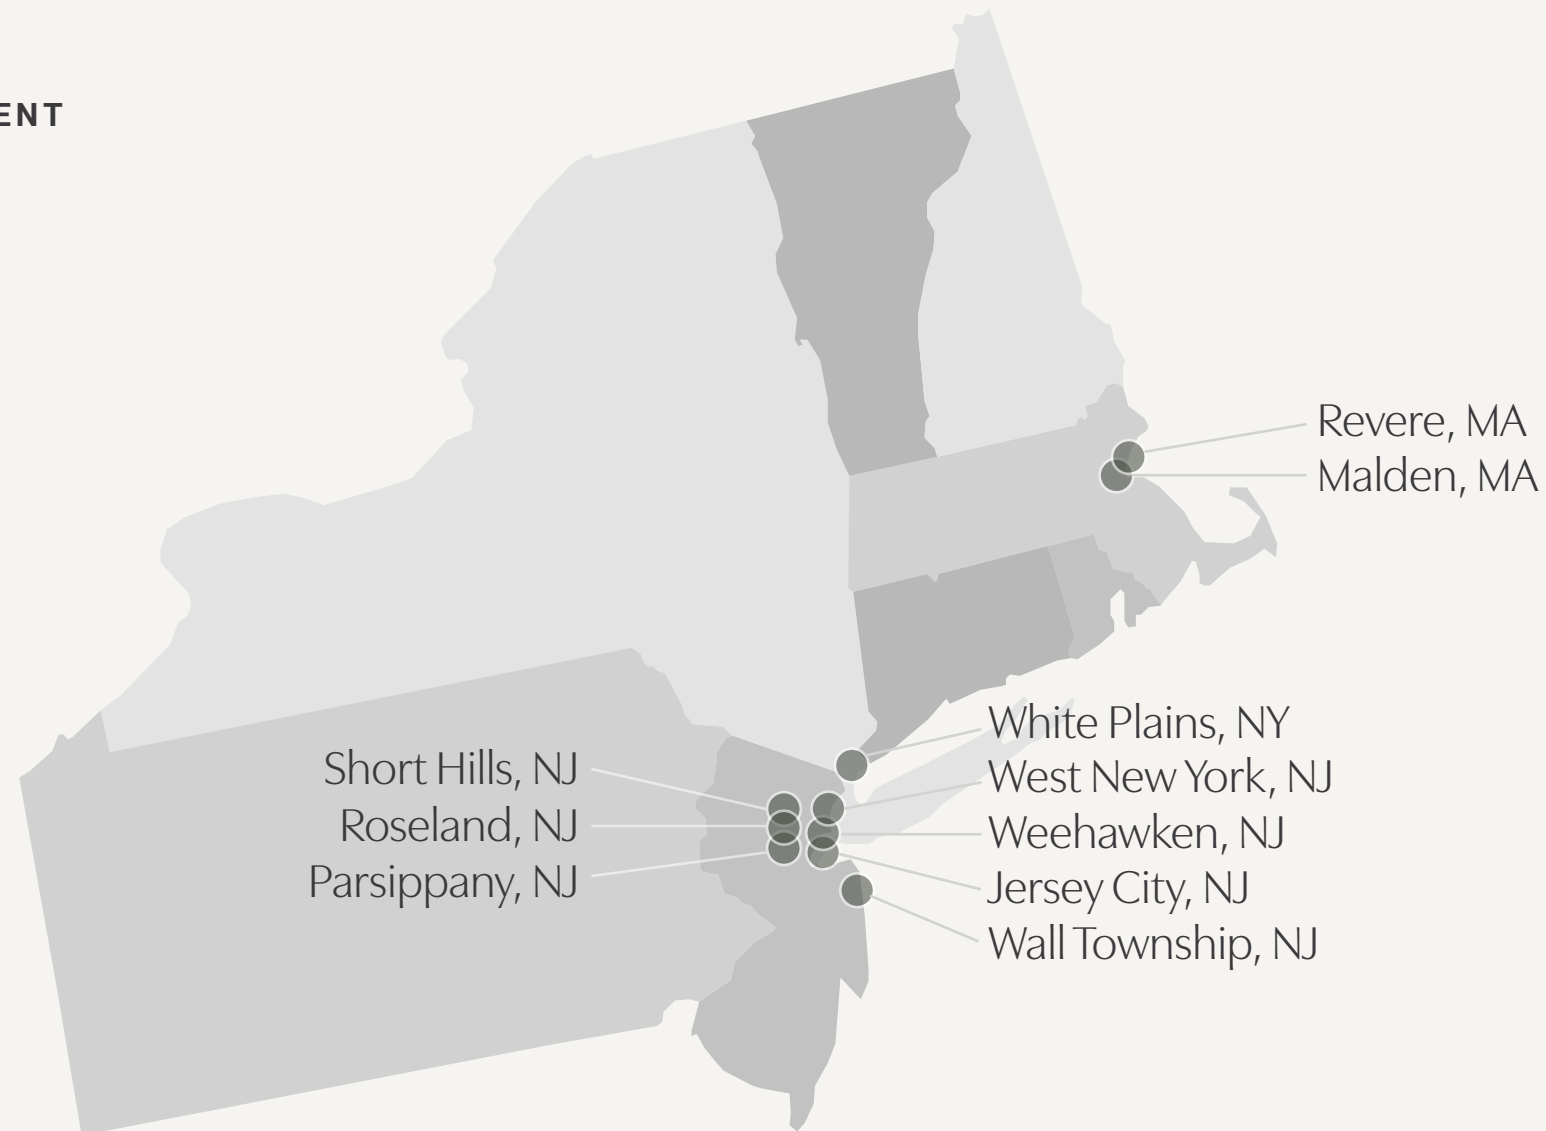 ENT
Revere, MA
Malden, MA
White Plains, NY
Short Hills, NJ
West New York, NJ
Roseland, NJ
Weehawken, NJ
Parsippany, NJ
Jersey City, NJ
Wall Township, NJ